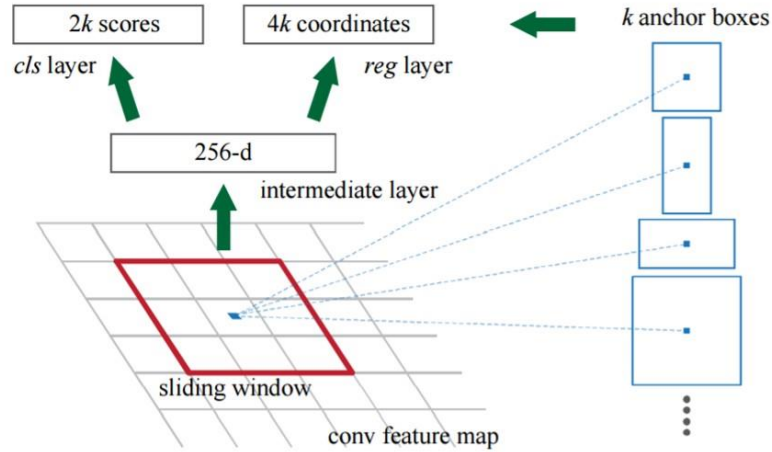 2k scores
4k coordinates
k anchor boxes
cls layer
reg layer
256-d
intermediate layer
sliding window
conv feature map